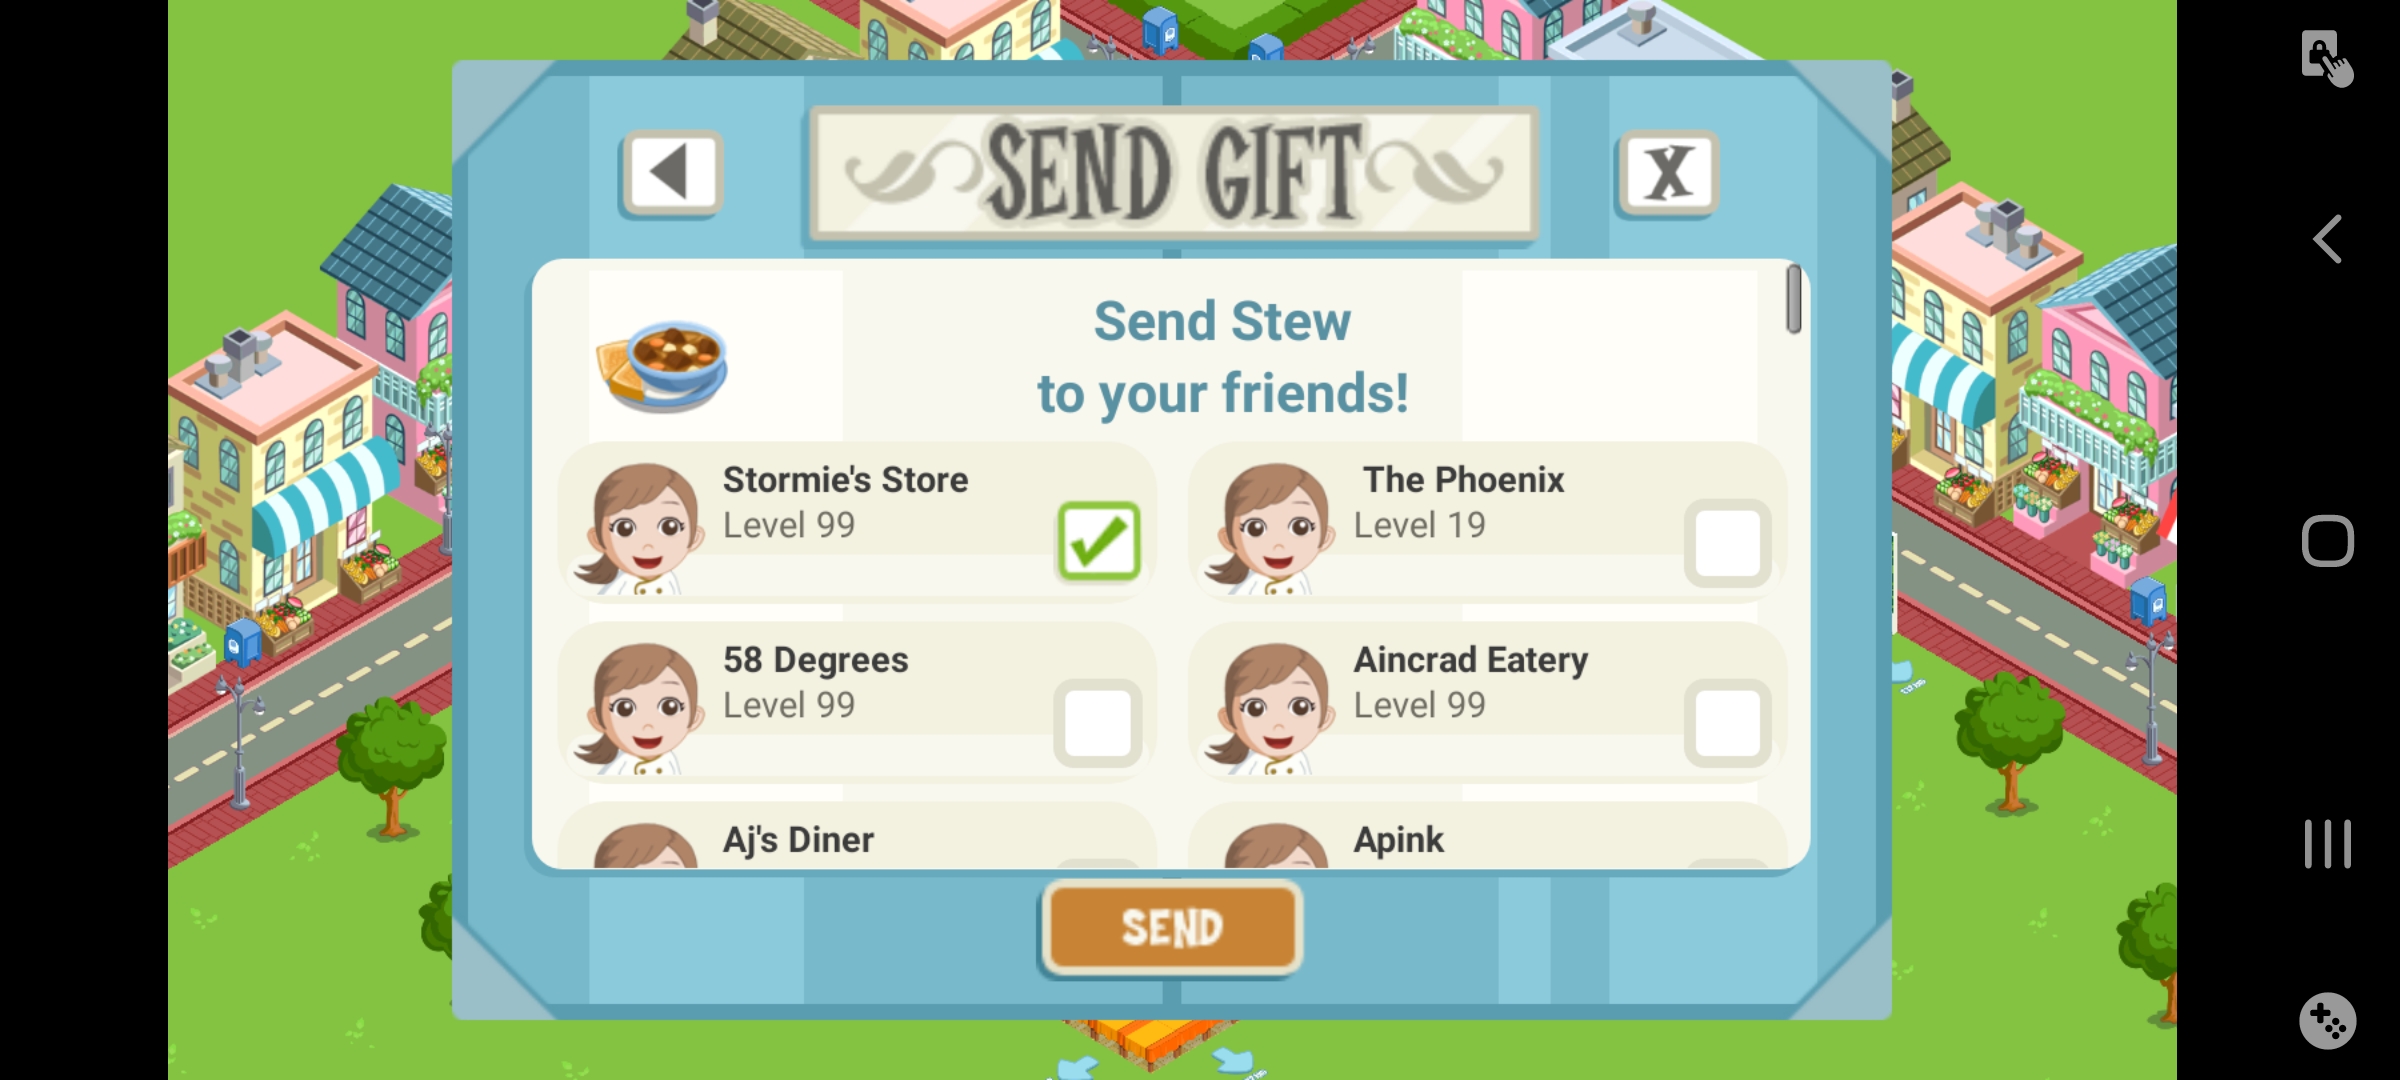 SEND GIFT
X
Send Stew
to your friends!
Stormie's Store
Level 99
The Phoenix
Level 19
58 Degrees
Level 99
Aincrad Eatery
Level 99
Aj's Diner
Apink
SEND